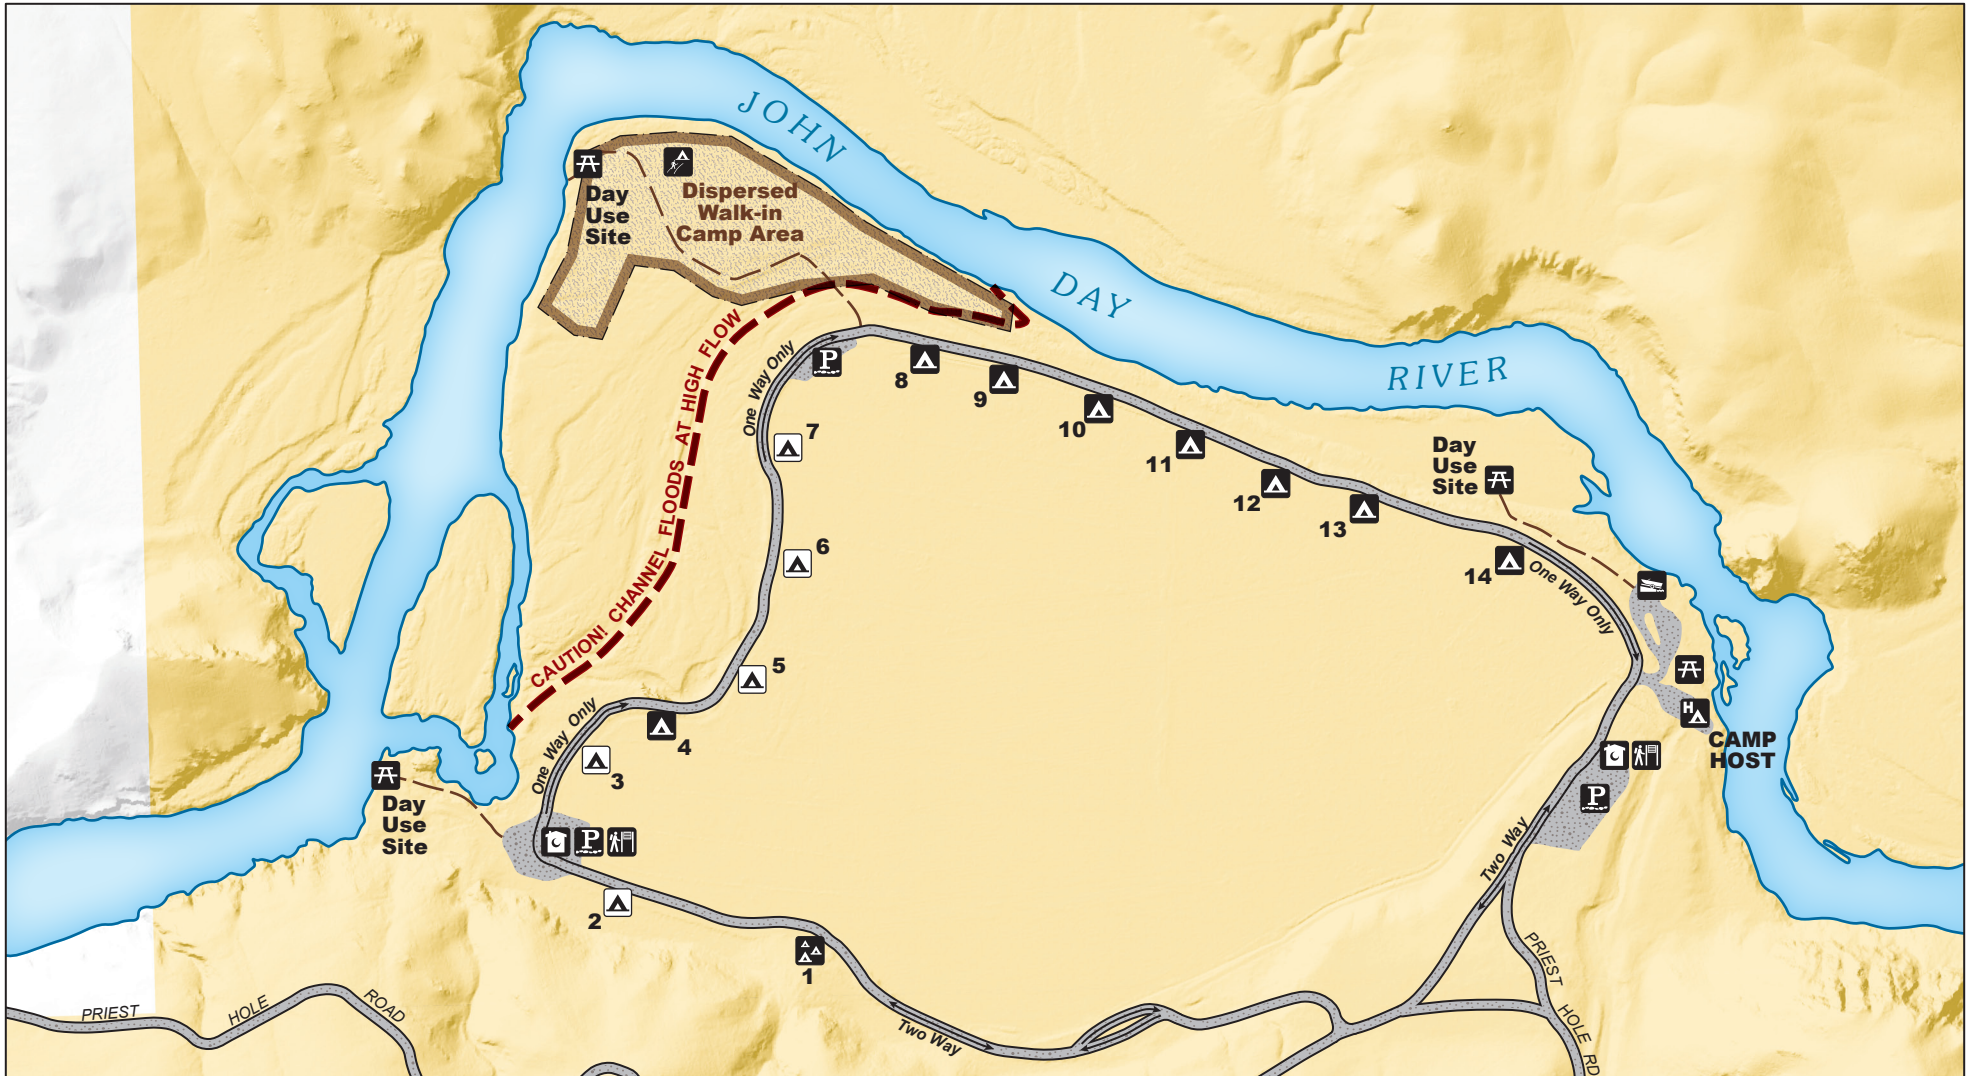 JOHN
DAY
RIVER
Day
Use
Site
Dispersed
Walk-in
Camp Area
CAUTION! CHANNEL FLOODS AT HIGH FLOW
One Way Only
P
8
9
10
11
12
13
14
7
6
5
4
3
2
1
Day
Use
Site
One Way Only
H
CAMP
HOST
P
Two Way
One Way Only
Day
Use
Site
P
Two Way
PRIEST
HOLE
ROAD
PRIEST
HOLE RD